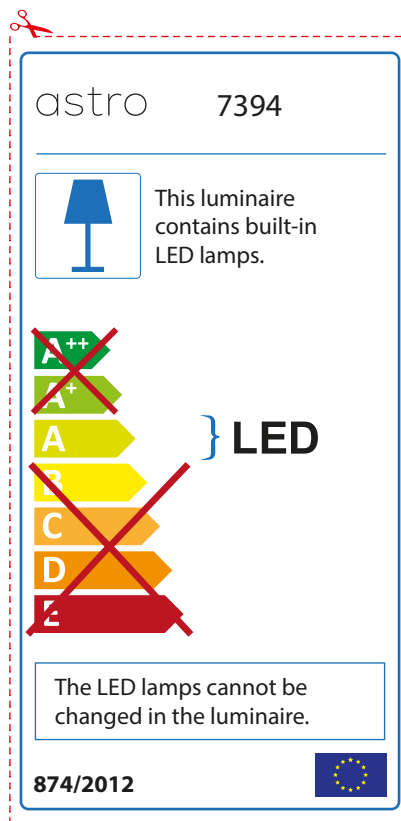 astro 7394
This luminaire
contains built-in
LED lamps.
A++
A+
A
} LED
B
C
D
E
The LED lamps cannot be
changed in the luminaire.
874/2012